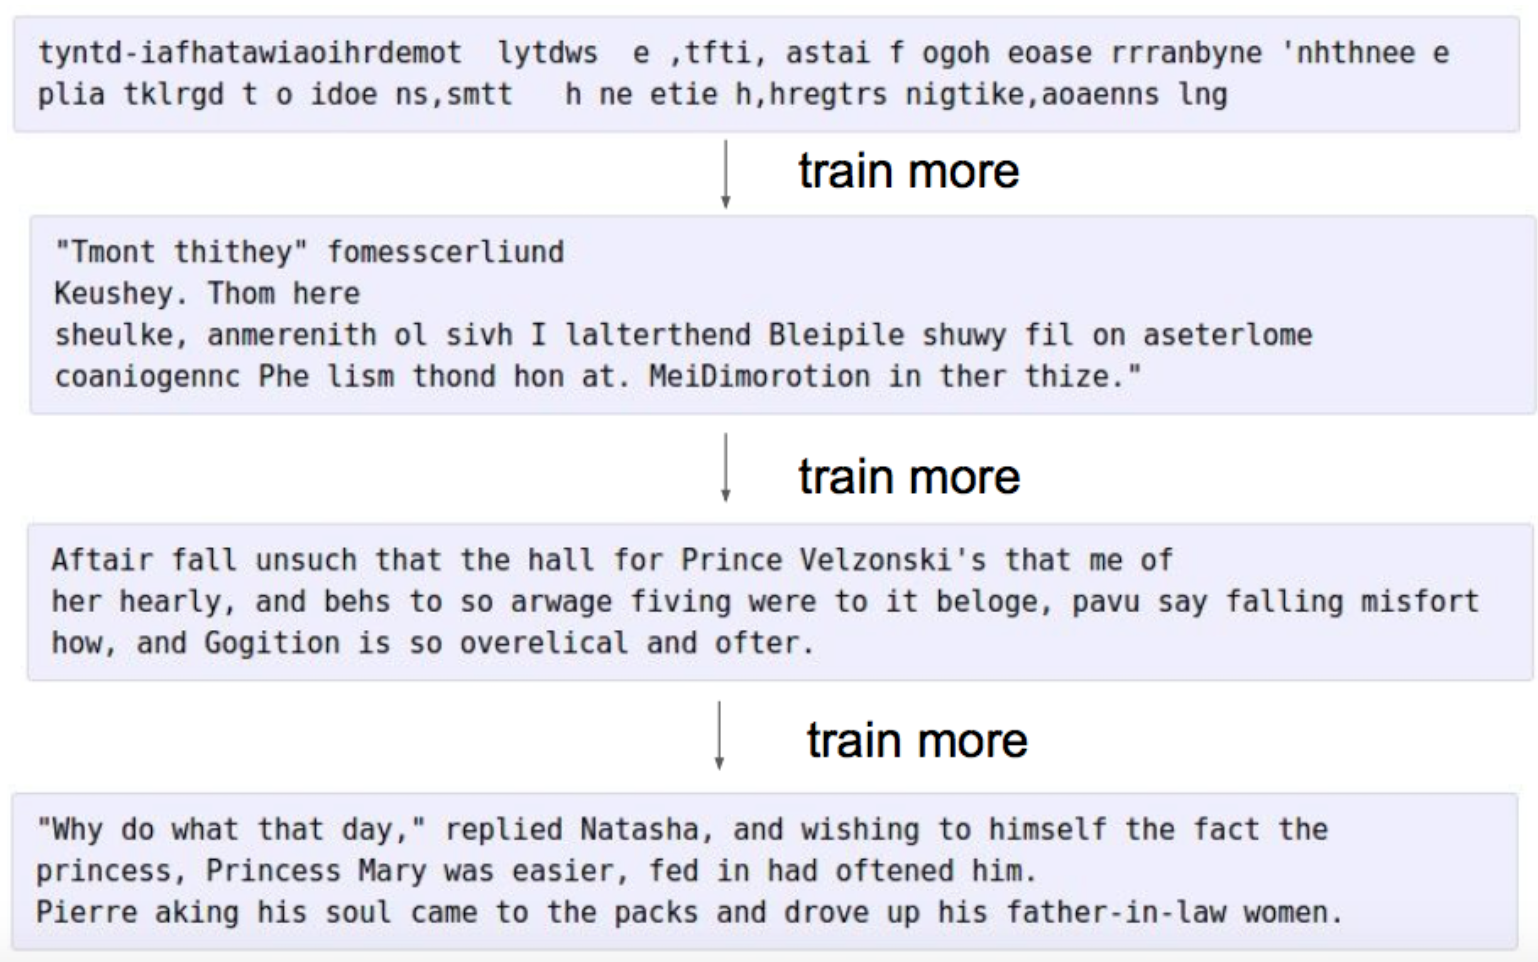 tyntd-iafhatawiaoihrdemot  lytdws  e ,tfti, astai f ogoh eoase rrranbyne 'nhthnee e
plia tklrgd t o idoe ns,smtt   h ne etie h,hregtrs nigtike,aoaenns lng
train more
"Tmont thithey" fomesscerliund
Keushey. Thom here
sheulke, anmerenith ol sivh I lalterthend Bleipile shuwy fil on aseterlome
coaniogennc Phe lism thond hon at. MeiDimorotion in ther thize."
train more
Aftair fall unsuch that the hall for Prince Velzonski's that me of
her hearly, and behs to so arwage fiving were to it beloge, pavu say falling misfort
how, and Gogition is so overelical and ofter.
train more
"Why do what that day," replied Natasha, and wishing to himself the fact the
princess, Princess Mary was easier, fed in had oftened him.
Pierre aking his soul came to the packs and drove up his father-in-law women.